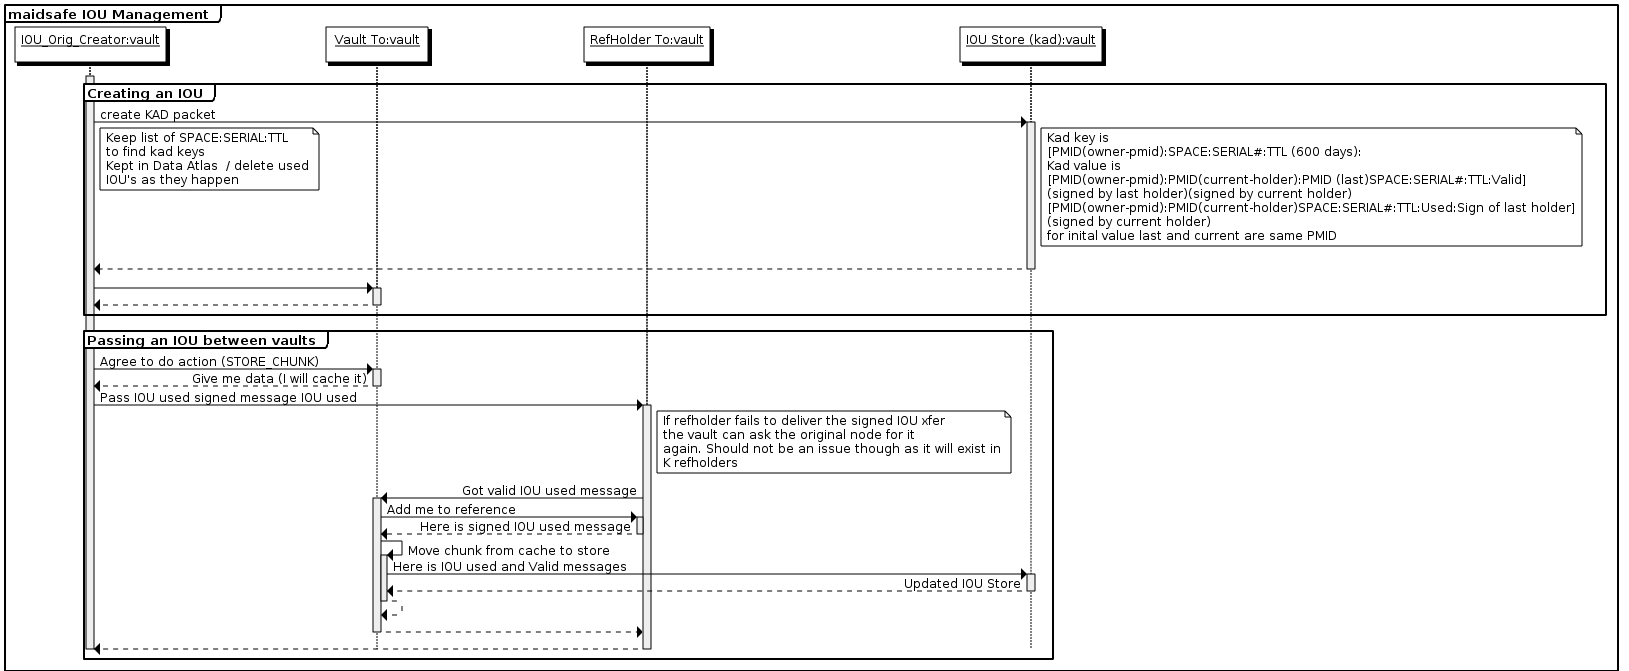 maidsafe IOU Management
IOU_Orig_Creator:vault
Vault To:vault
RefHolder To:vault
IOU Store (kad):vault
Creating an IOU
create KAD packet
Keep list of SPACE:SERIAL:TTL
to find kad keys
Kept in Data Atlas / delete used
IOU's as they happen
Kad key is
[PMID(owner-pmid):SPACE:SERIAL#:TTL (600 days):
Kad value is
[PMID(owner-pmid):PMID(current-holder):PMID (last)SPACE:SERIAL#:TTL:Valid]
(signed by last holder)(signed by current holder)
[PMID(owner-pmid):PMID(current-holder)SPACE:SERIAL#:TTL:Used:Sign of last holder]
(signed by current holder)
for inital value last and current are same PMID
Passing an IOU between vaults
Agree to do action (STORE_CHUNK)
Give me data (I will cache it)
Pass IOU used signed message IOU used
If refholder fails to deliver the signed IOU xfer
the vault can ask the original node for it
again. Should not be an issue though as it will exist in
K refholders
Got valid IOU used message
Add me to reference
Here is signed IOU used message
Move chunk from cache to store
Here is IOU used and Valid messages
Updated IOU Store